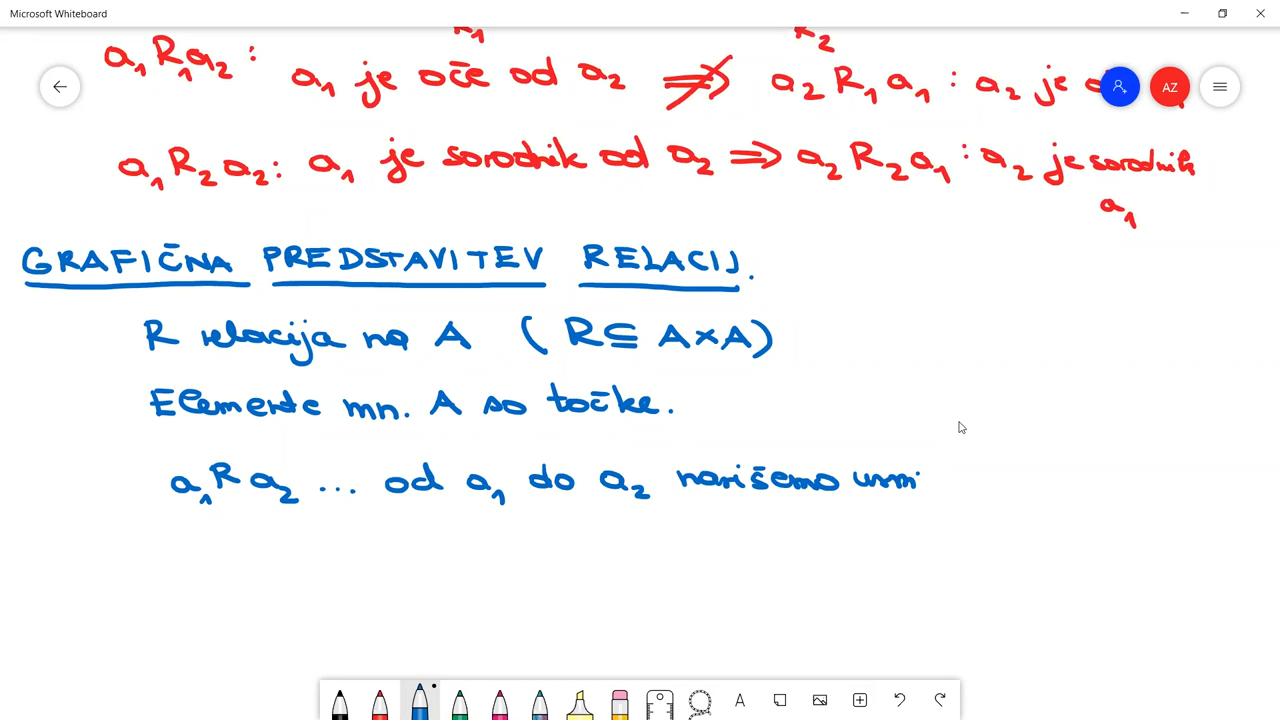 Microsoft Whiteboard
a₁R₁a₂ : a₁ je oče od a₂ ⇏ a₂R₁a₁ : a₂ je
AZ
a₁R₂a₂ : a₁ je sorodnik od a₂ ⇒ a₂R₂a₁ : a₂ je sorodnik
a₁
GRAFIČNA PREDSTAVITEV RELACIJ.
R relacija na A (R ⊆ A×A)
Elemente mn. A so točke.
a₁Ra₂ ... od a₁ do a₂ narišemo usmi
A